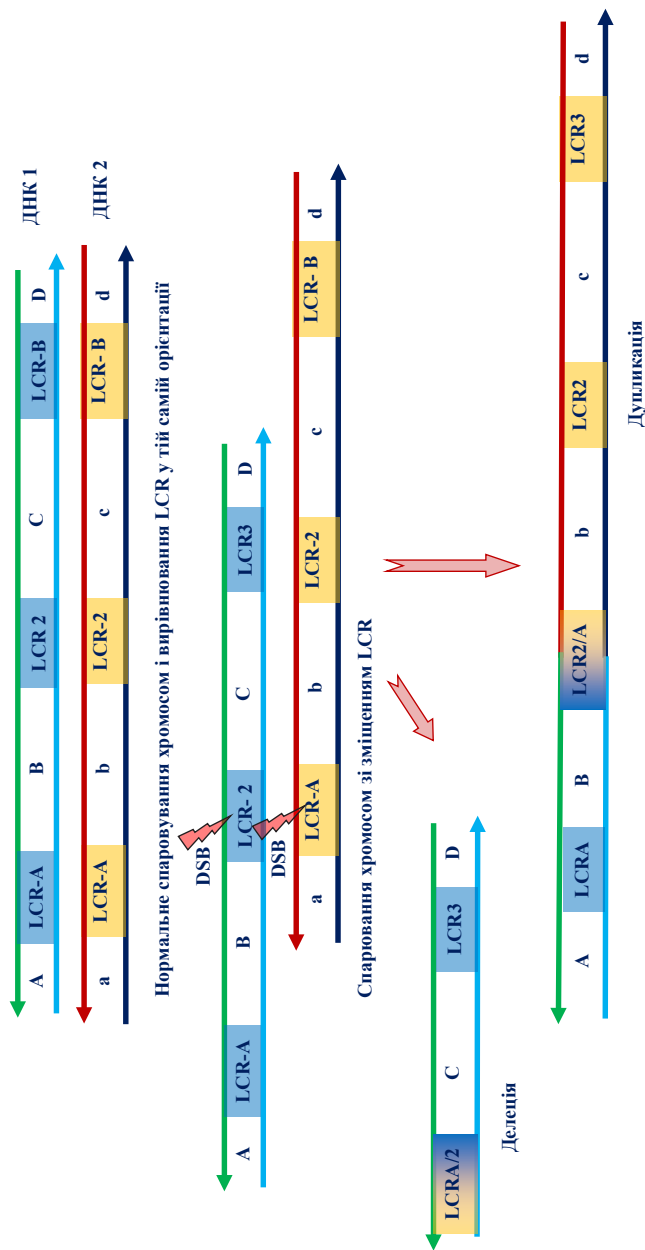 ДНК 1
A LCR-A B LCR 2 C LCR-B D
ДНК 2
a LCR-A b LCR-2 c LCR- B d
Нормальне спаровування хромосом і вирівнювання LCR у тій самій орієнтації
DSB
A LCR-A B LCR- 2 C LCR3 D
DSB
a LCR-A b LCR-2 c LCR- B d
Спарювання хромосом зі зміщенням LCR
LCRA/2 C LCR3 D
Делеція
A LCRA B LCR2/A b LCR2 c LCR3 d
Дупликація